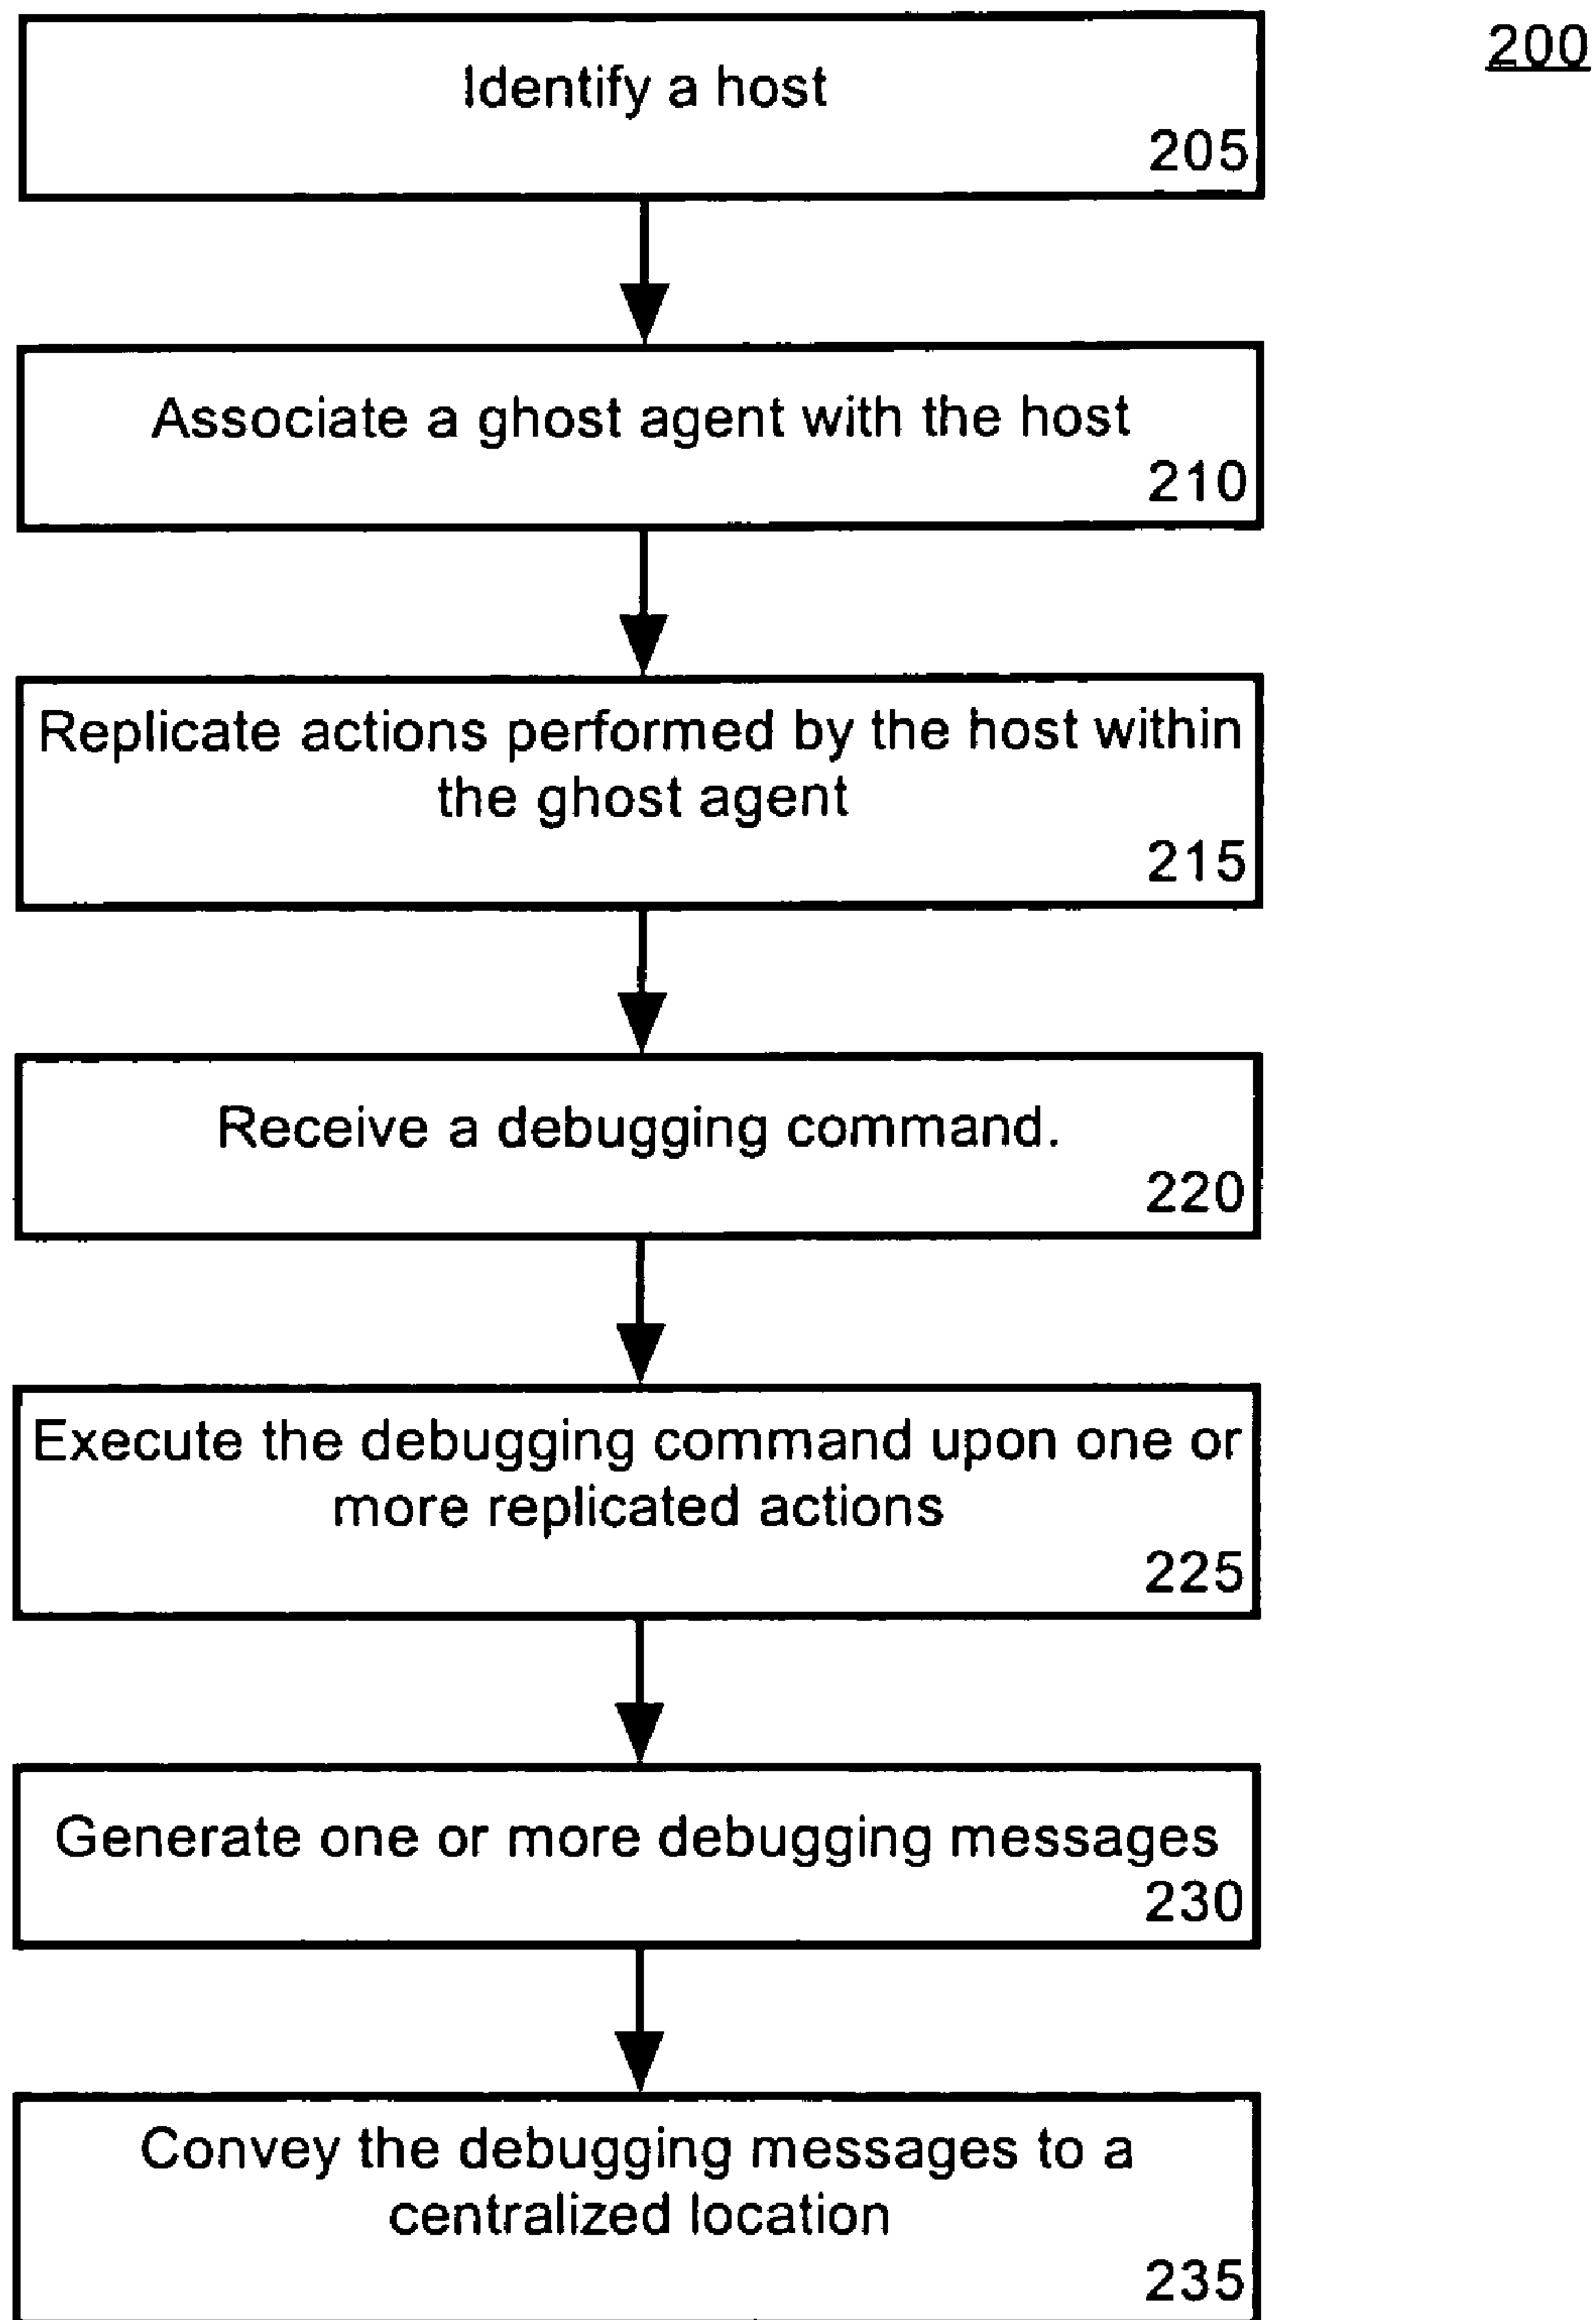 200
Identify a host
205
Associate a ghost agent with the host
210
Replicate actions performed by the host within
the ghost agent
215
Receive a debugging command.
220
Execute the debugging command upon one or
more replicated actions
225
Generate one or more debugging messages
230
Convey the debugging messages to a
centralized location
235